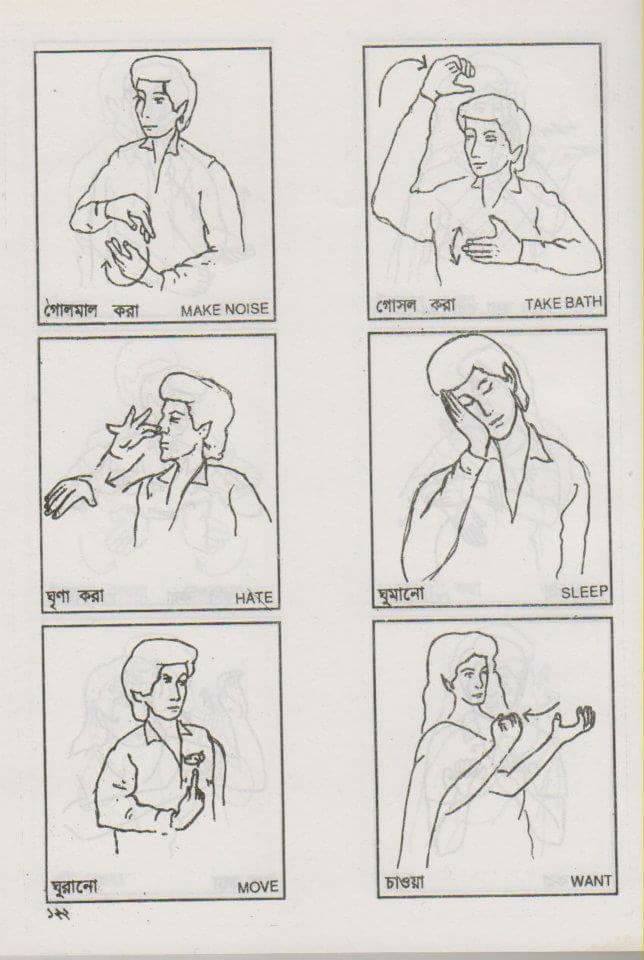 গোলমাল করা MAKE NOISE
গোসল করা TAKE BATH
ঘৃণা করা HATE
ঘুমানো SLEEP
ঘুরানো MOVE
চাওয়া WANT
১২২